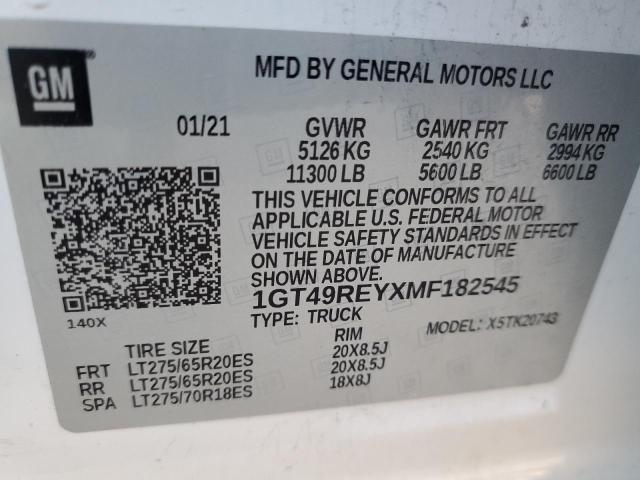 GM
MFD BY GENERAL MOTORS LLC
01/21 GVWR GAWR FRT GAWR RR
5126 KG 2540 KG 2994 KG
11300 LB 5600 LB 6600 LB
THIS VEHICLE CONFORMS TO ALL
APPLICABLE U.S. FEDERAL MOTOR
VEHICLE SAFETY STANDARDS IN EFFECT
ON THE DATE OF MANUFACTURE
SHOWN ABOVE.
1GT49REYXMF182545
140X
TYPE: TRUCK MODEL: X5TK20743
TIRE SIZE RIM
FRT LT275/65R20ES 20X8.5J
RR LT275/65R20ES 20X8.5J
SPA LT275/70R18ES 18X8J